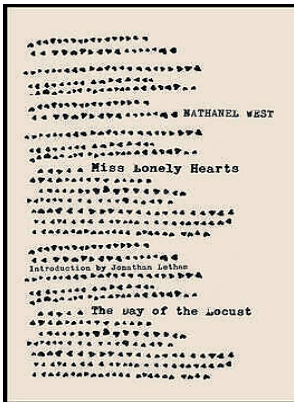 NATHANEL WEST
Miss Lonely Hearts
Introduction by Jonathan Lethem
The Day of the Locust